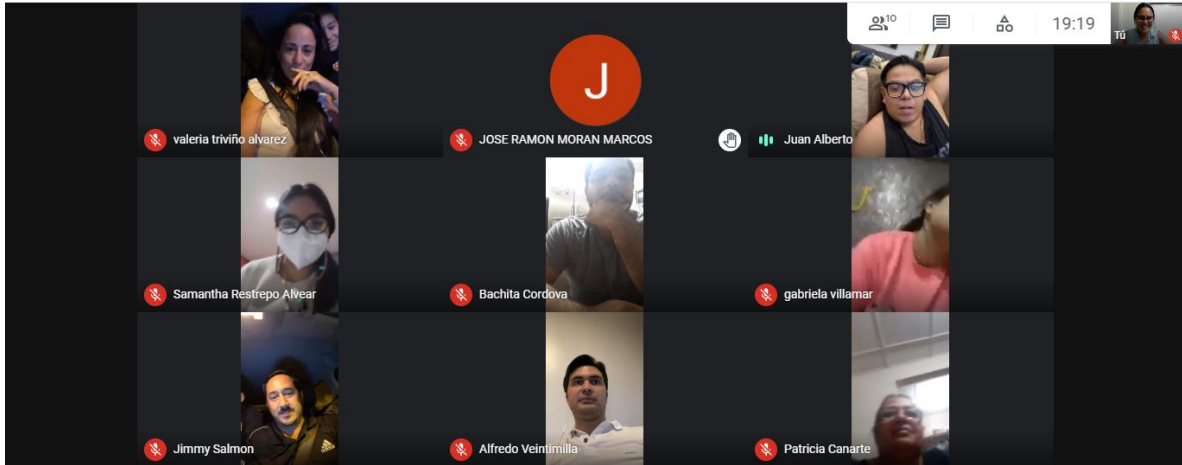 10
19:19
Tú
J
valeria triviño alvarez
JOSE RAMON MORAN MARCOS
Juan Alberto
Samantha Restrepo Alvear
Bachita Cordova
gabriela villamar
Jimmy Salmon
Alfredo Veintimilla
Patricia Canarte